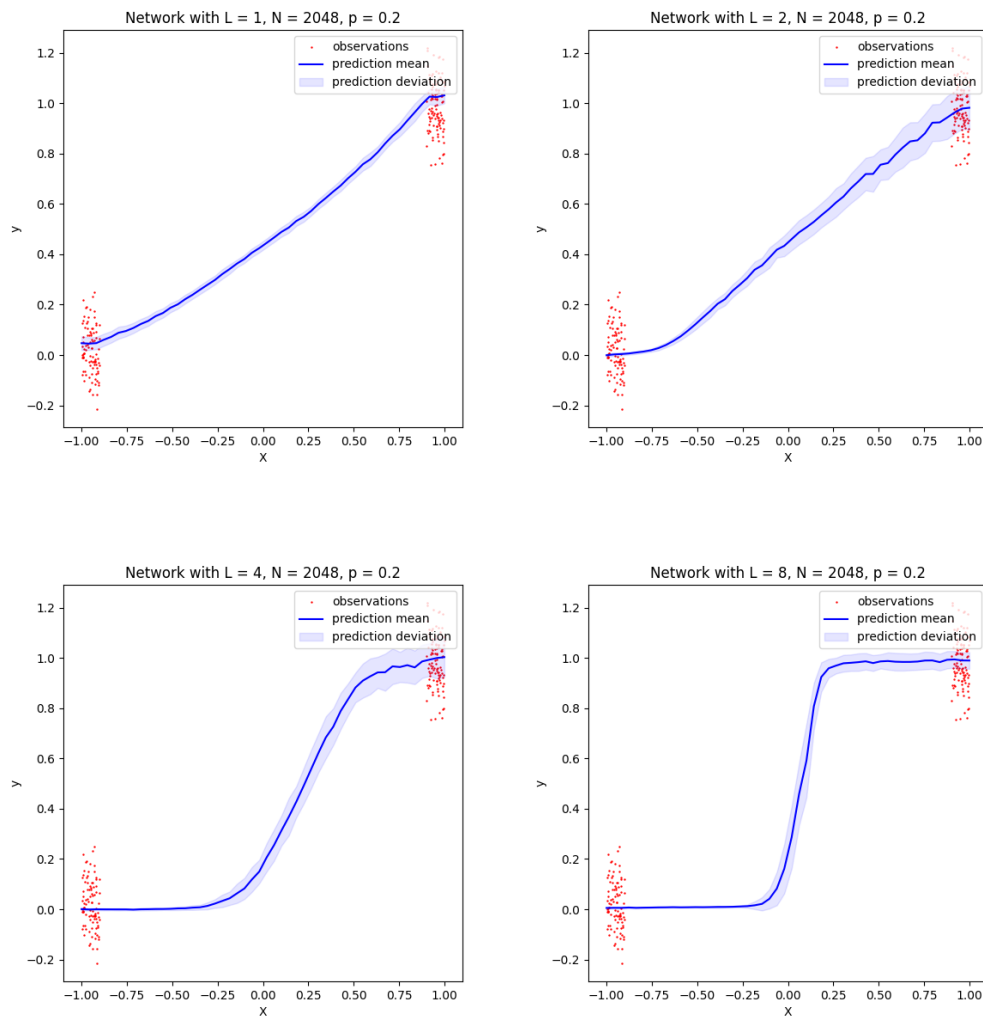 Network with L = 1, N = 2048, p = 0.2
1.2
1.0
0.8
0.6
0.4
0.2
0.0
−0.2
y
observations
prediction mean
prediction deviation
−1.00 −0.75 −0.50 −0.25 0.00 0.25 0.50 0.75 1.00
X
Network with L = 2, N = 2048, p = 0.2
1.2
1.0
0.8
0.6
0.4
0.2
0.0
−0.2
y
observations
prediction mean
prediction deviation
−1.00 −0.75 −0.50 −0.25 0.00 0.25 0.50 0.75 1.00
X
Network with L = 4, N = 2048, p = 0.2
1.2
1.0
0.8
0.6
0.4
0.2
0.0
−0.2
y
observations
prediction mean
prediction deviation
−1.00 −0.75 −0.50 −0.25 0.00 0.25 0.50 0.75 1.00
X
Network with L = 8, N = 2048, p = 0.2
1.2
1.0
0.8
0.6
0.4
0.2
0.0
−0.2
y
observations
prediction mean
prediction deviation
−1.00 −0.75 −0.50 −0.25 0.00 0.25 0.50 0.75 1.00
X